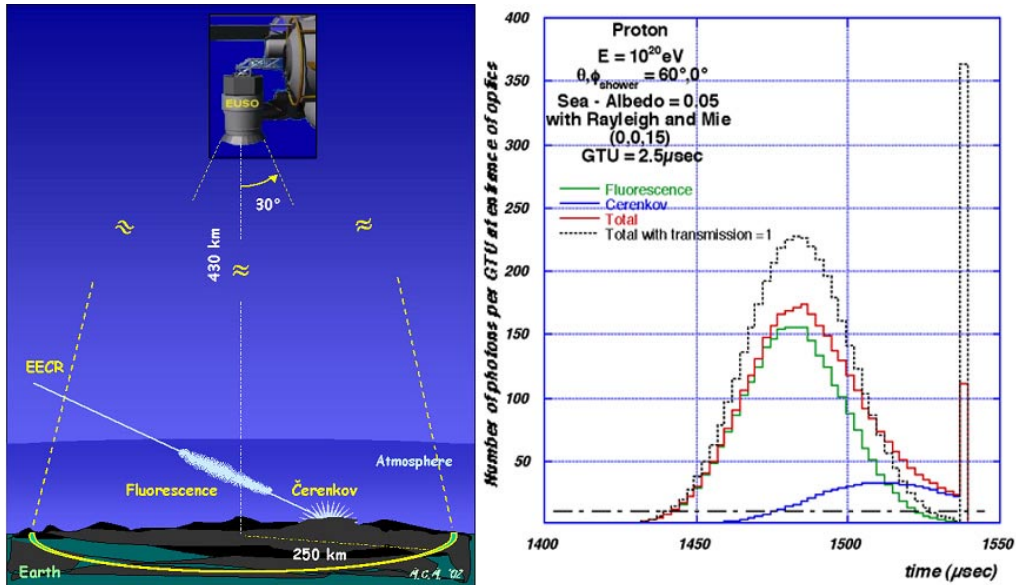 EUSO
30°
430 km
EECR
Atmosphere
Fluorescence
Čerenkov
250 km
Earth
A.C.M. '02
Number of photons per GTU at entrance of optics
400
350
300
250
200
150
100
50
Proton
E = 10²⁰eV
θ,ϕshower = 60°,0°
Sea - Albedo = 0.05
with Rayleigh and Mie
(0,0,15)
GTU = 2.5µsec
Fluorescence
Cerenkov
Total
Total with transmission =1
1400
1450
1500
1550
time (µsec)